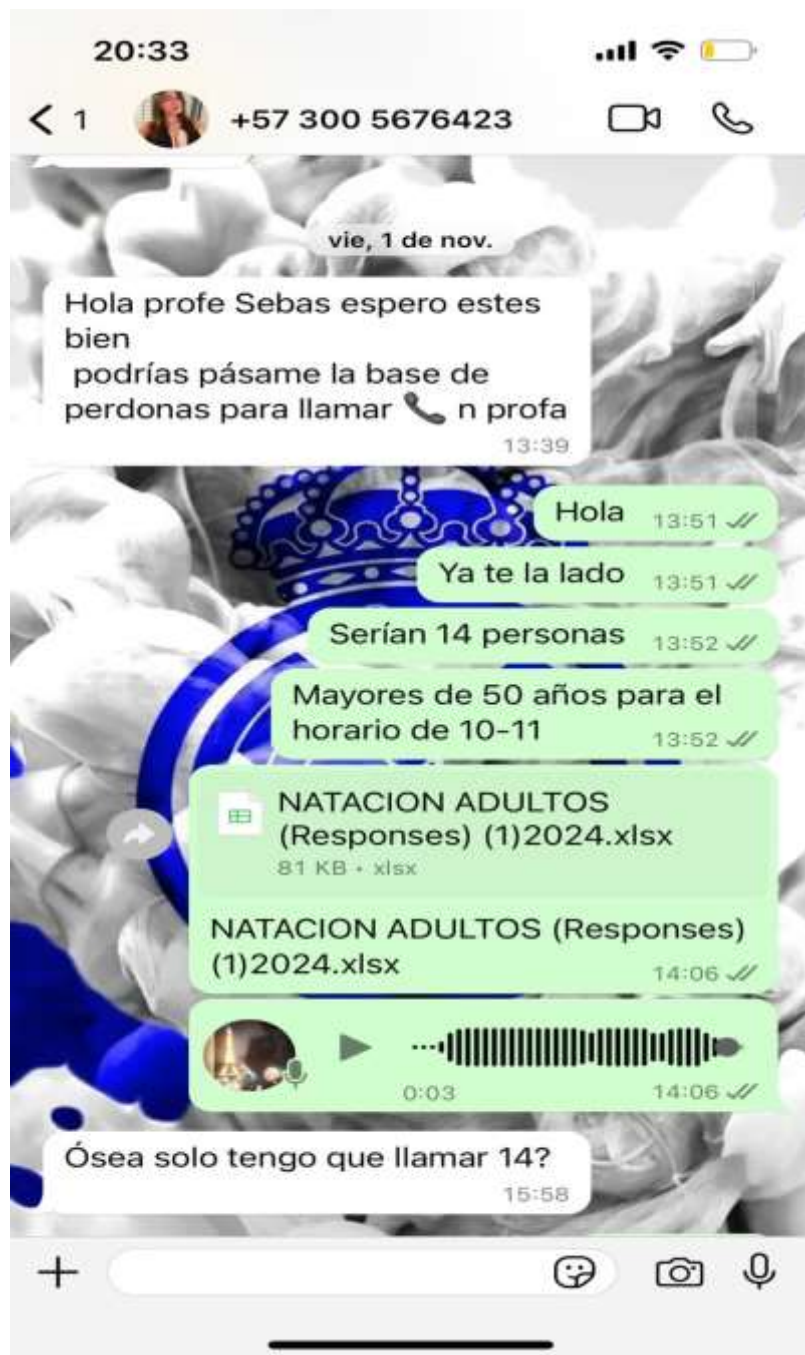 20:33
1
+57 300 5676423
vie, 1 de nov.
Hola profe Sebas espero estes
bien
podrías pásame la base de
perdonas para llamar 📞 n profa
13:39
Hola 13:51
Ya te la lado 13:51
Serían 14 personas 13:52
Mayores de 50 años para el
horario de 10-11 13:52
NATACION ADULTOS
(Responses) (1)2024.xlsx
81 KB • xlsx
NATACION ADULTOS (Responses)
(1)2024.xlsx 14:06
0:03 14:06
Ósea solo tengo que llamar 14?
15:58